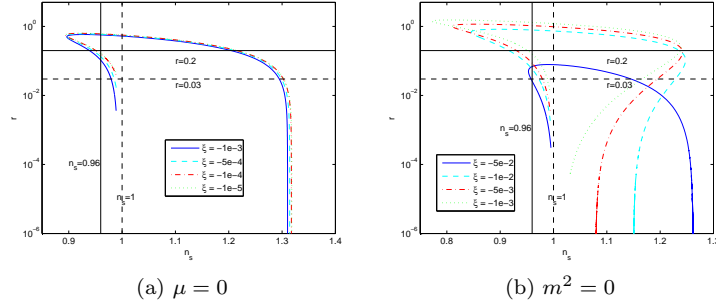 10^0
10^-2
10^-4
10^-6
r
0.9
1
1.1
1.2
1.3
1.4
n_s
r=0.2
r=0.03
n_s=0.96
n_s=1
ξ = −1e−3
ξ = −5e−4
ξ = −1e−4
ξ = −1e−5
(a) μ = 0
10^0
10^-2
10^-4
10^-6
r
0.8
0.9
1
1.1
1.2
1.3
n_s
r=0.2
r=0.03
n_s=0.96
n_s=1
ξ = −5e−2
ξ = −1e−2
ξ = −5e−3
ξ = −1e−3
(b) m² = 0